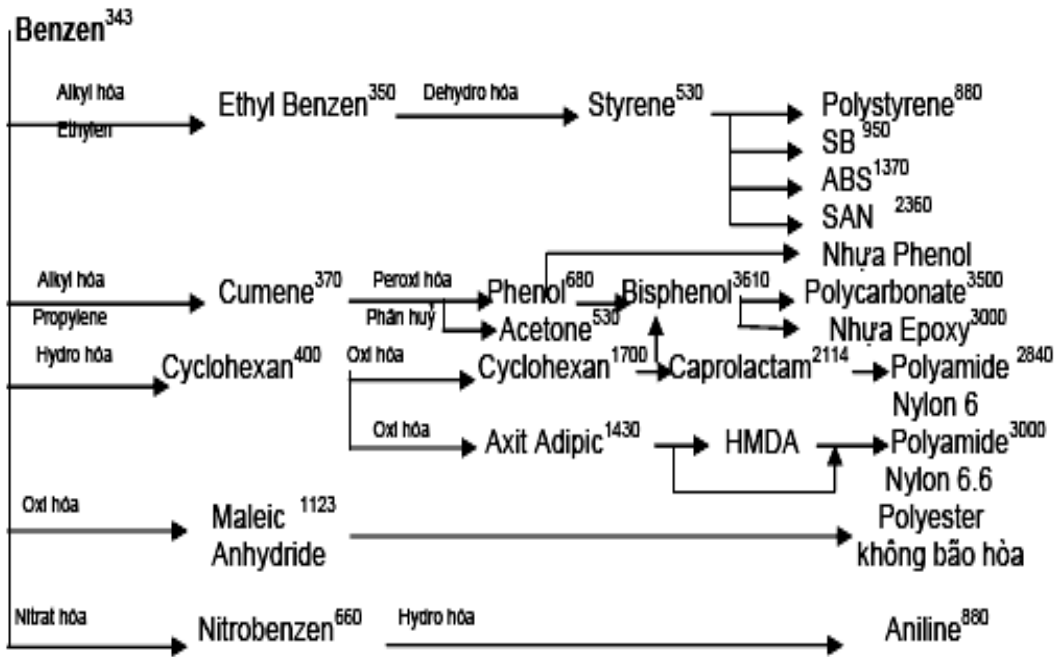 Benzen343
Alkyl hóa
Ethylen
Ethyl Benzen350
Dehydro hóa
Styrene530
Polystyrene880
SB 950
ABS1370
SAN 2360
Nhựa Phenol
Alkyl hóa
Propylene
Cumene370
Peroxi hóa
Phân huỷ
Phenol680
Acetone530
Bisphenol3610
Polycarbonate3500
Nhựa Epoxy3000
Hydro hóa
Cyclohexan400
Oxi hóa
Cyclohexan1700
Caprolactam2114
Polyamide 2840
Nylon 6
Oxi hóa
Axit Adipic1430
HMDA
Polyamide3000
Nylon 6.6
Oxi hóa
Maleic 1123
Anhydride
Polyester
không bão hòa
Nitrat hóa
Nitrobenzen660
Hydro hóa
Aniline880